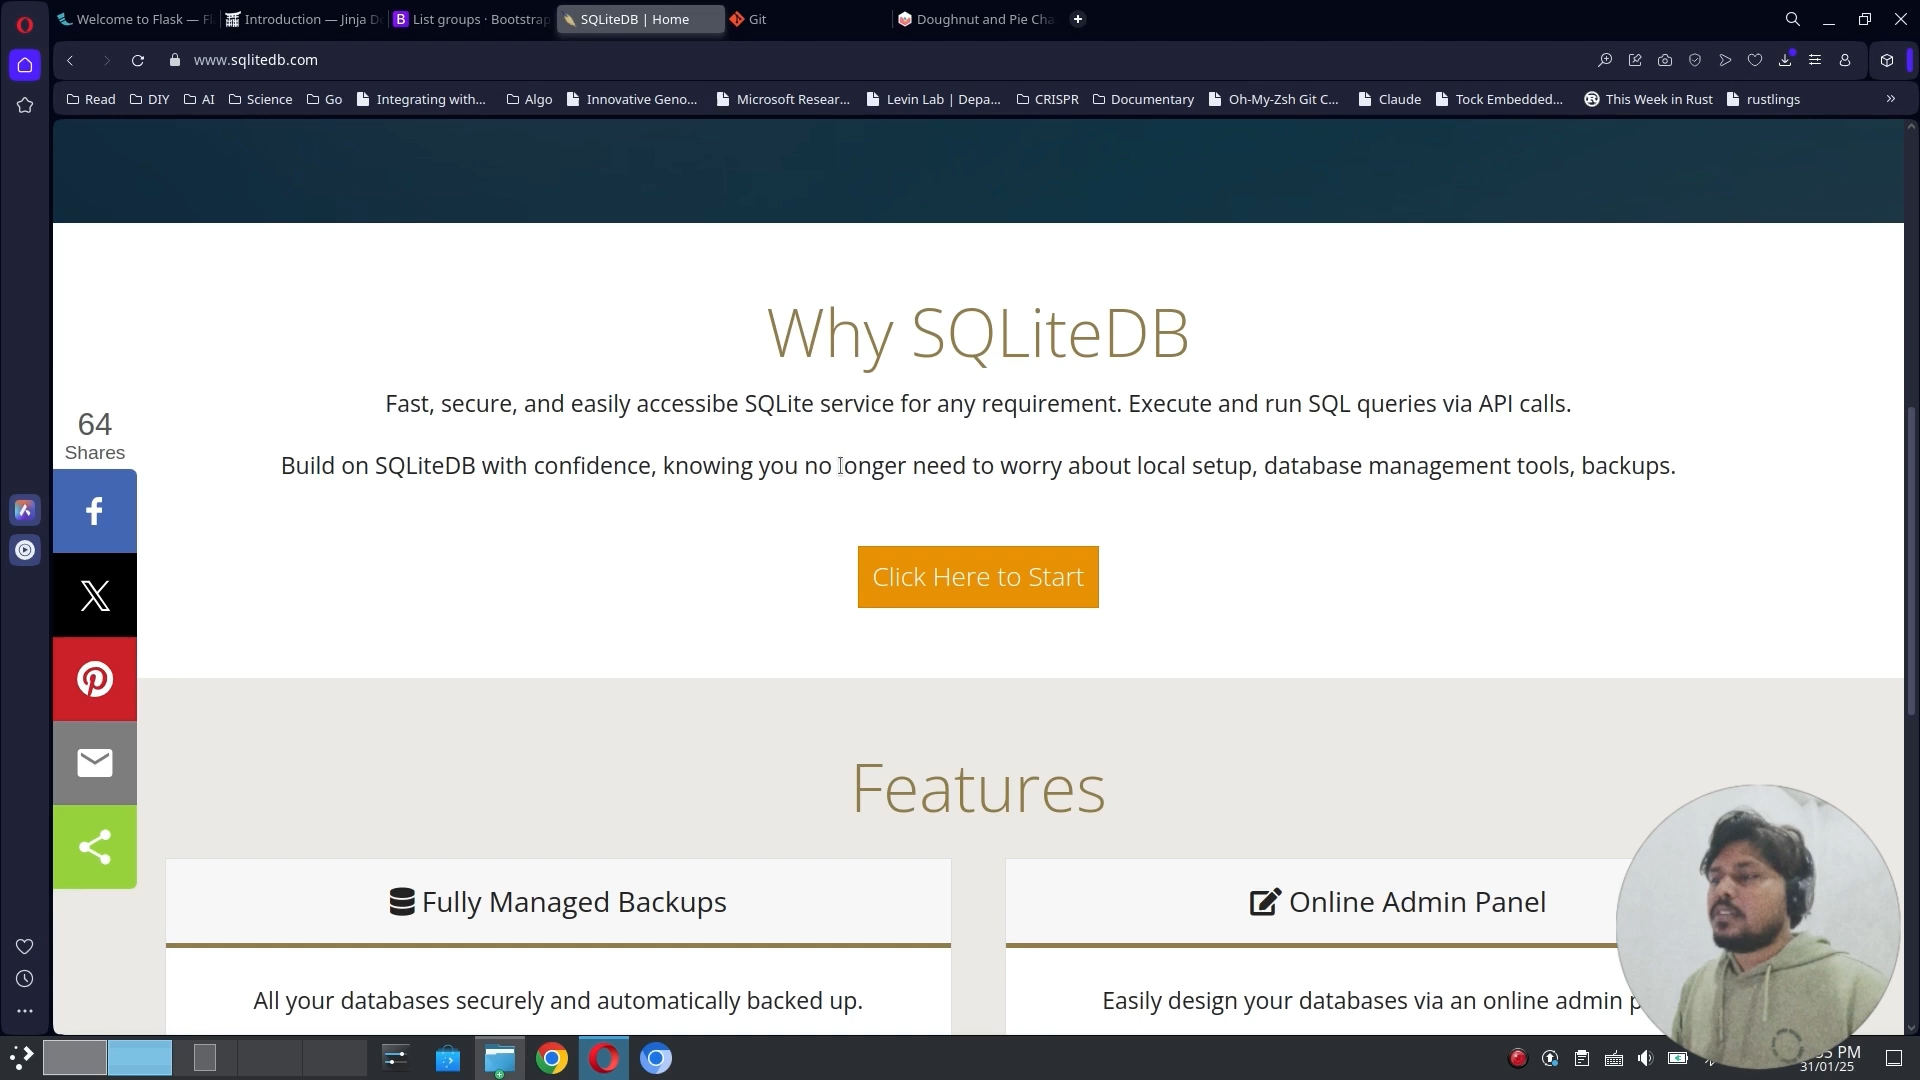 Welcome to Flask — Fl
Introduction — Jinja D
List groups · Bootstrap
SQLiteDB | Home
Git
Doughnut and Pie Cha
www.sqlitedb.com
Read
DIY
AI
Science
Go
Integrating with...
Algo
Innovative Geno...
Microsoft Resear...
Levin Lab | Depa...
CRISPR
Documentary
Oh-My-Zsh Git C...
Claude
Tock Embedded...
This Week in Rust
rustlings
Why SQLiteDB
Fast, secure, and easily accessibe SQLite service for any requirement. Execute and run SQL queries via API calls.
Build on SQLiteDB with confidence, knowing you no longer need to worry about local setup, database management tools, backups.
64
Shares
Click Here to Start
Features
Fully Managed Backups
Online Admin Panel
All your databases securely and automatically backed up.
Easily design your databases via an online admin p
PM
31/01/25